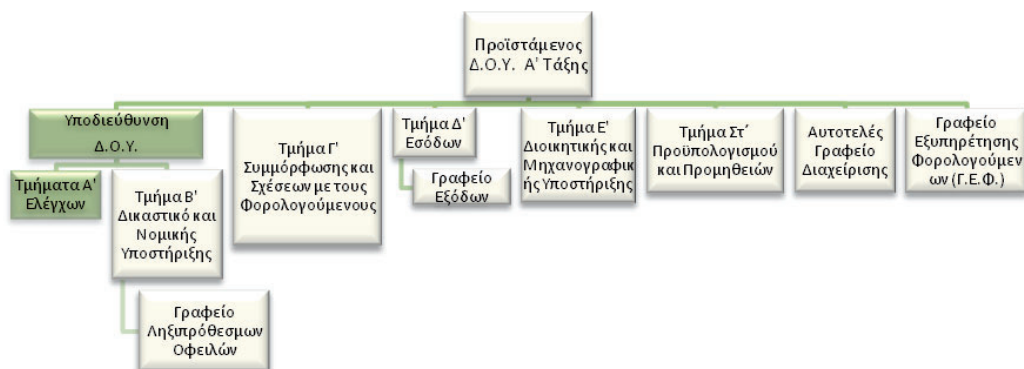 Προϊστάμενος
Δ.Ο.Υ. Α' Τάξης
Υποδιεύθυνση
Δ.Ο.Υ.
Τμήματα Α'
Ελέγχων
Τμήμα Β'
Δικαστικό και
Νομικής
Υποστήριξης
Γραφείο
Ληξιπρόθεσμων
Οφειλών
Τμήμα Γ'
Συμμόρφωσης και
Σχέσεων με τους
Φορολογούμενους
Τμήμα Δ'
Εσόδων
Γραφείο
Εξόδων
Τμήμα Ε'
Διοικητικής και
Μηχανογραφικ
ής Υποστήριξης
Τμήμα Στ΄
Προϋπολογισμού
και Προμηθειών
Αυτοτελές
Γραφείο
Διαχείρισης
Γραφείο
Εξυπηρέτησης
Φορολογούμεν
ων (Γ.Ε.Φ.)